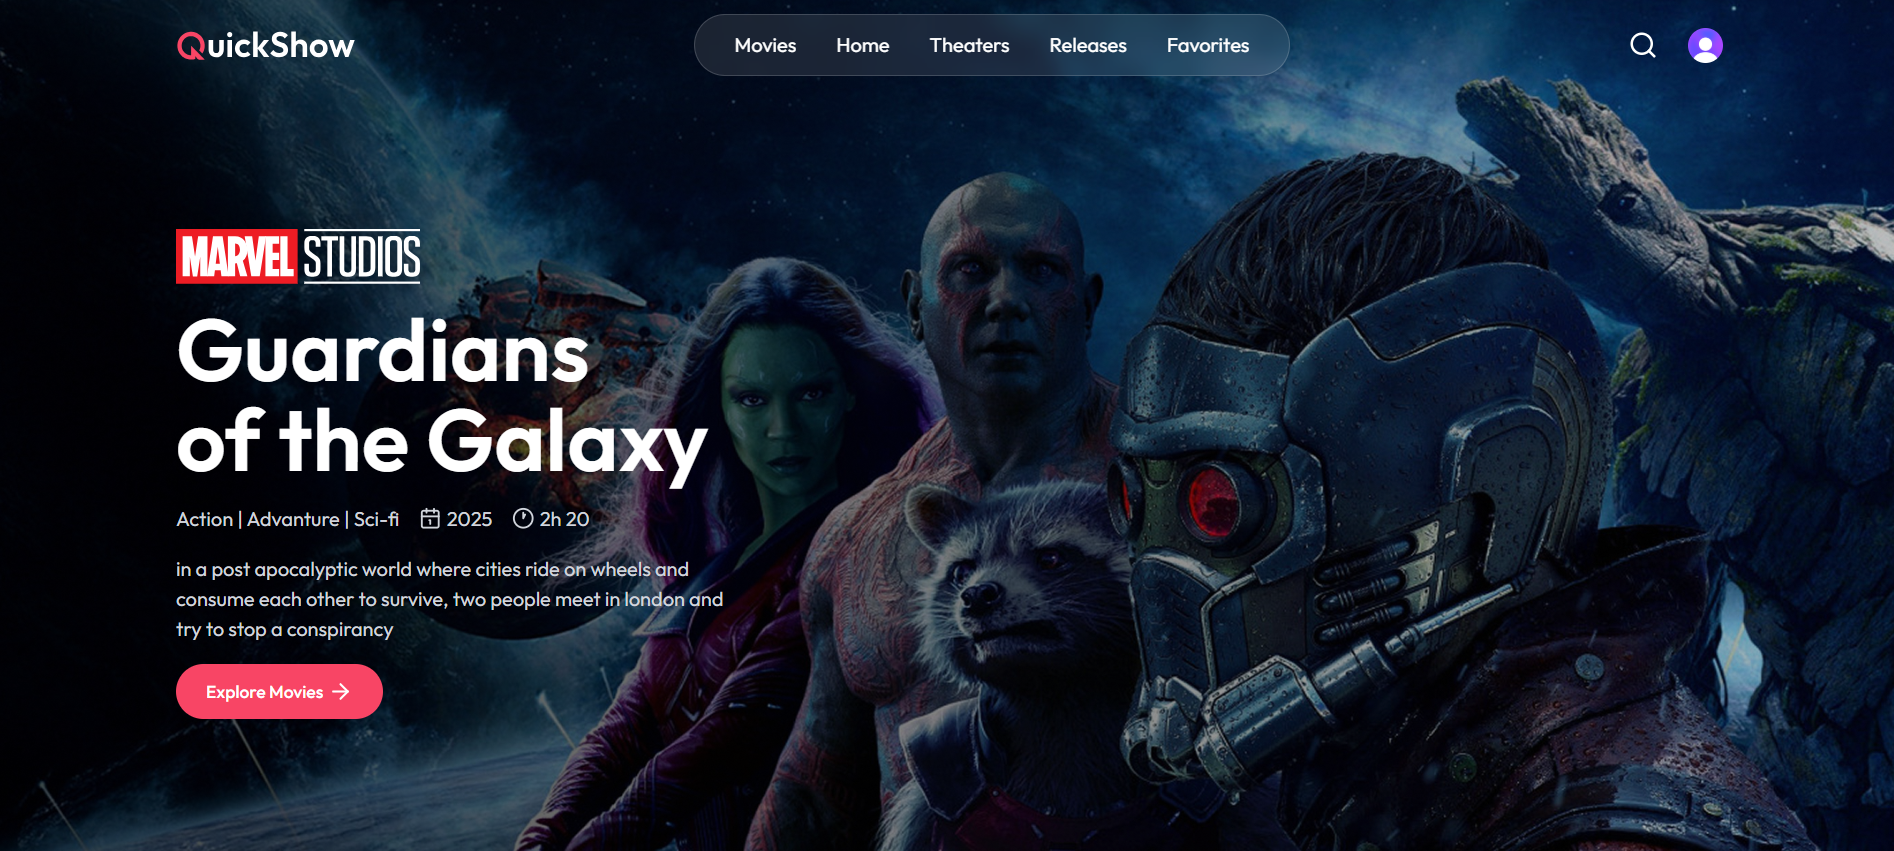 QuickShow
Movies Home Theaters Releases Favorites
MARVEL STUDIOS
Guardians
of the Galaxy
Action | Advanture | Sci-fi 2025 2h 20
in a post apocalyptic world where cities ride on wheels and
consume each other to survive, two people meet in london and
try to stop a conspirancy
Explore Movies